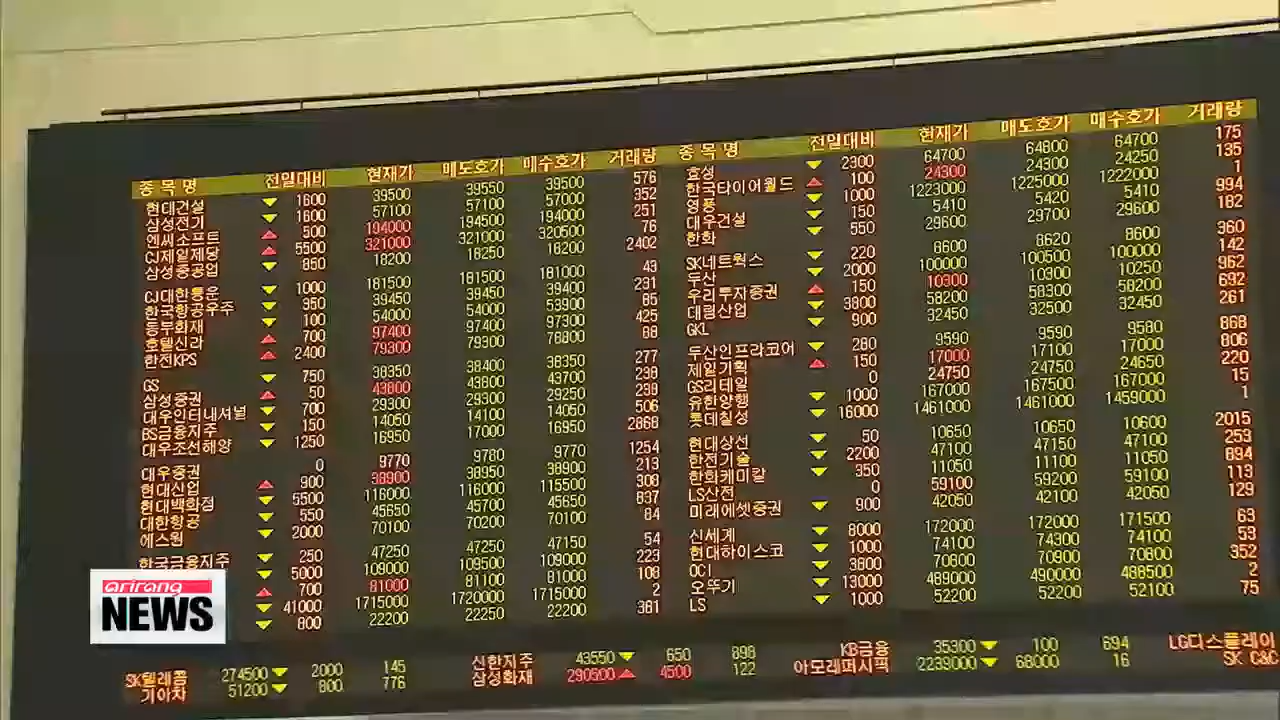 종목명 전일대비 현재가 매도호가 매수호가 거래량 종목명 전일대비 현재가 매도호가 매수호가 거래량
현대건설 ▼ 1600 39500 39550 39500 576 효성 ▼ 2300 64700 64800 64700 175
삼성전기 ▼ 1600 57100 57100 57000 352 한국타이어월드 ▲ 100 24300 24300 24250 135
엔씨소프트 ▲ 500 194000 194500 194000 251 영풍 ▼ 1000 1223000 1225000 1222000 1
CJ제일제당 ▲ 5500 321000 321000 320500 76 대우건설 ▼ 150 5410 5420 5410 994
삼성중공업 ▼ 850 18200 18250 18200 2402 한화 ▼ 550 29600 29700 29600 182
CJ대한통운 ▼ 1000 181500 181500 181000 43 SK네트웍스 ▼ 220 8600 8620 8600 360
한국항공우주 ▼ 950 39450 39450 39400 231 두산 ▼ 2000 100000 100500 100000 142
동부화재 ▼ 100 54000 54000 53900 85 우리투자증권 ▲ 150 10300 10300 10250 962
호텔신라 ▲ 700 97400 97400 97300 425 대림산업 ▼ 3800 58200 58300 58200 692
한전KPS ▲ 2400 79300 79300 78800 88 GKL ▼ 900 32450 32500 32450 261
GS ▼ 750 38350 38400 38350 277 두산인프라코어 ▼ 280 9590 9590 9580 868
삼성증권 ▲ 50 43800 43800 43700 238 제일기획 ▲ 150 17000 17100 17000 806
대우인터내셔널 ▼ 700 29300 29300 29250 239 GS리테일 0 24750 24750 24650 220
BS금융지주 ▼ 150 14050 14100 14050 506 유한양행 ▼ 1000 167000 167500 167000 15
대우조선해양 ▼ 1250 16950 17000 16950 2868 롯데칠성 ▼ 16000 1461000 1461000 1459000 1
대우증권 0 9770 9780 9770 1254 현대상선 ▼ 50 10650 10650 10600 2015
현대산업 ▲ 900 38900 38950 38900 213 한전기술 ▼ 2200 47100 47150 47100 253
현대백화점 ▼ 5500 116000 116000 115500 308 한화케미칼 ▼ 350 11050 11100 11050 894
대한항공 ▼ 550 45650 45700 45650 897 LS산전 0 59100 59100 59100 113
에스원 ▼ 2000 70100 70200 70100 84 미래에셋증권 ▼ 900 42050 42100 42050 129
한국금융지주 ▼ 250 47250 47250 47150 54 신세계 ▼ 8000 172000 172000 171500 63
▼ 5000 109000 109500 109000 223 현대하이스코 ▼ 1000 74100 74300 74100 53
▲ 700 81000 81100 81000 108 OCI ▼ 3800 70800 70900 70800 352
▼ 41000 1715000 1720000 1715000 2 오뚜기 ▼ 13000 489000 490000 488500 2
▼ 800 22200 22250 22200 381 LS ▼ 1000 52200 52200 52100 75
SK텔레콤 274500 ▼ 2000 145 신한지주 43550 ▼ 650 898 KB금융 35300 ▼ 100 694 LG디스플레이
기아차 51200 ▼ 800 776 삼성화재 290500 ▲ 4500 122 아모레퍼시픽 2239000 ▼ 68000 16 SK C&C
arirang
NEWS